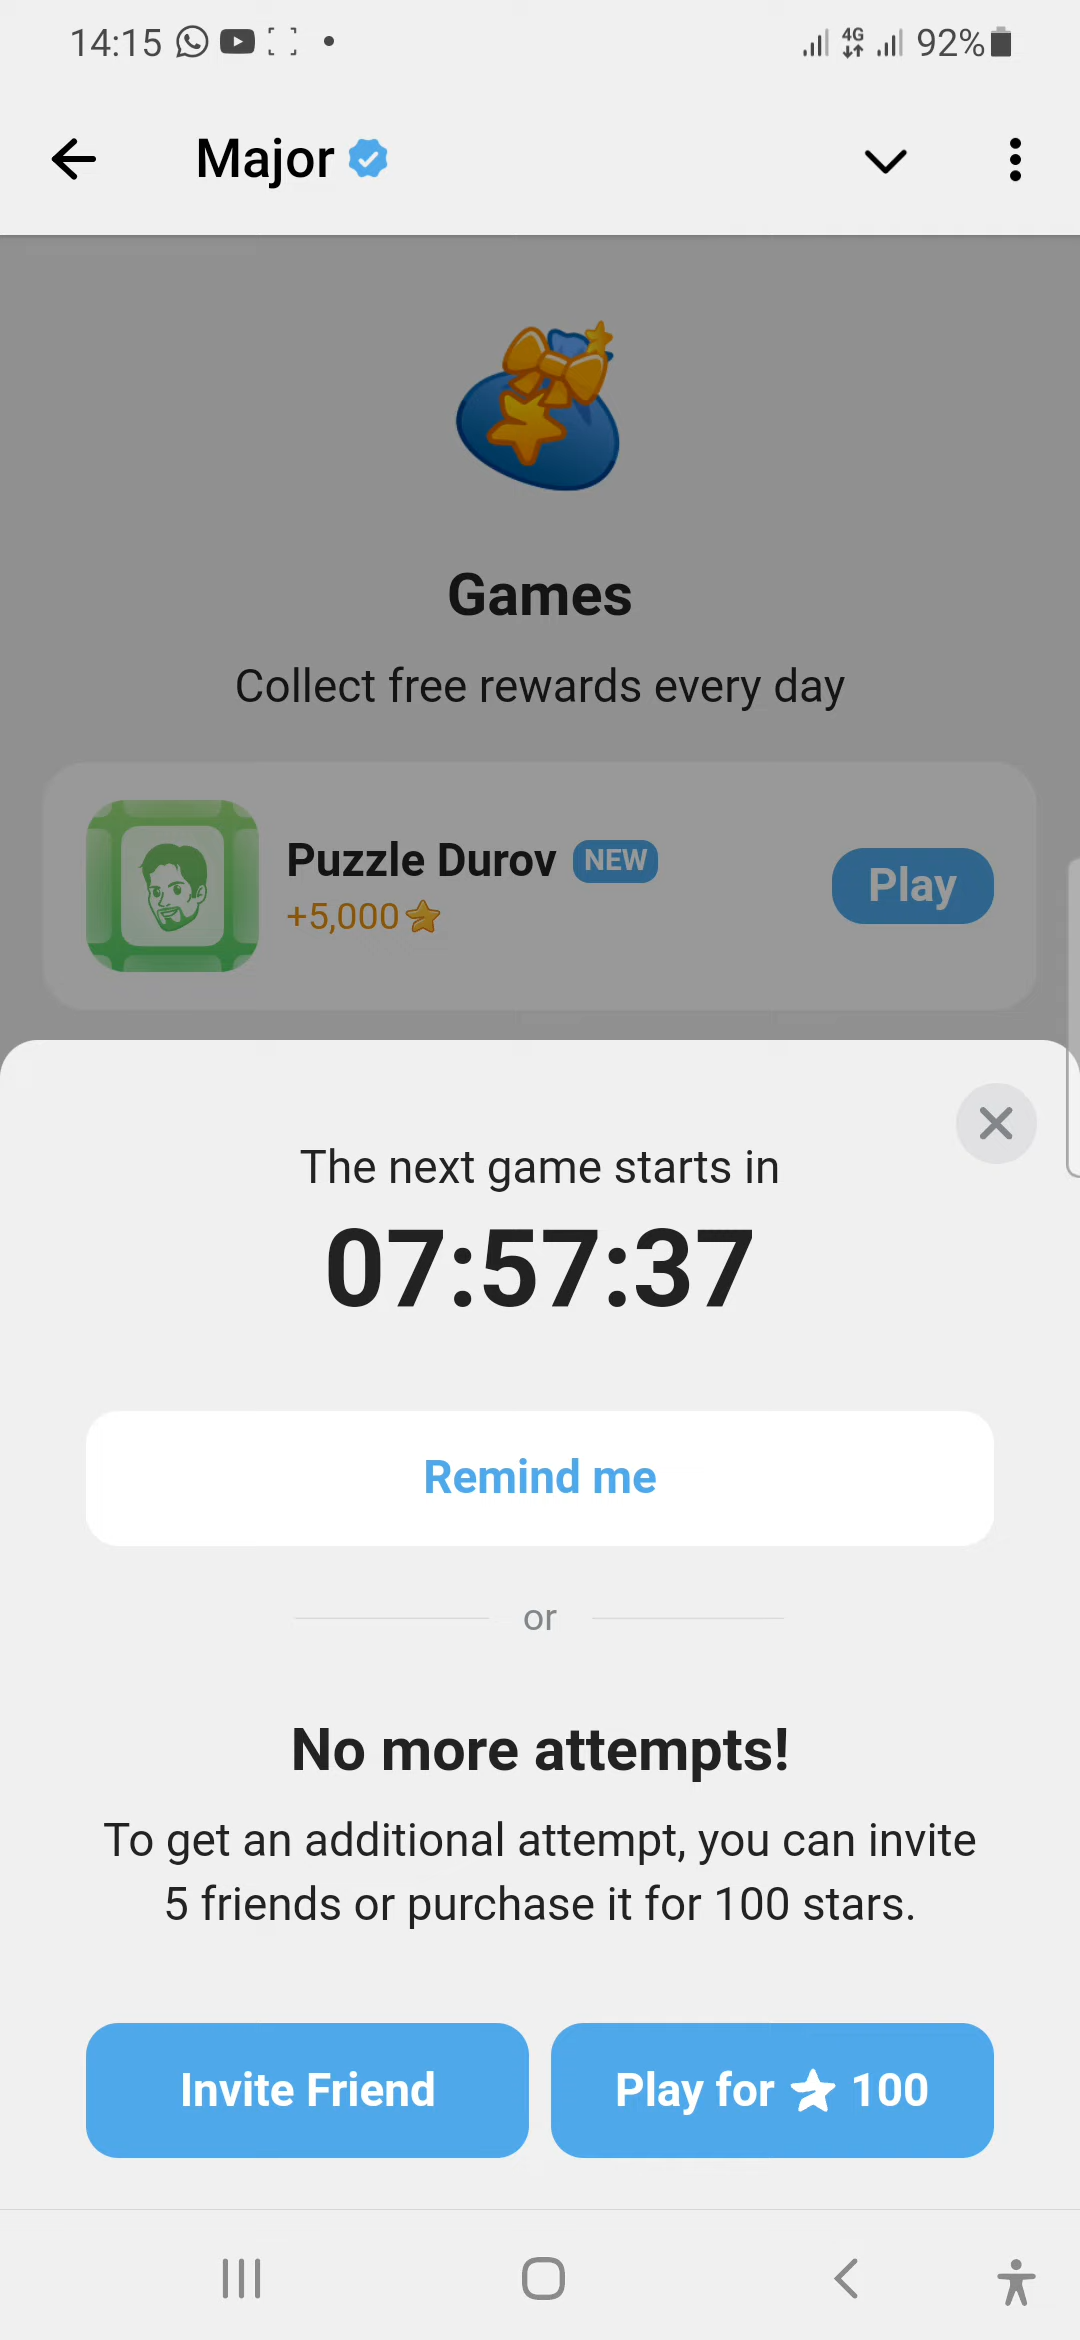 14:15 4G 92%
Major
Games
Collect free rewards every day
Puzzle Durov NEW
+5,000
Play
The next game starts in
07:57:37
Remind me
or
No more attempts!
To get an additional attempt, you can invite
5 friends or purchase it for 100 stars.
Invite Friend
Play for 100